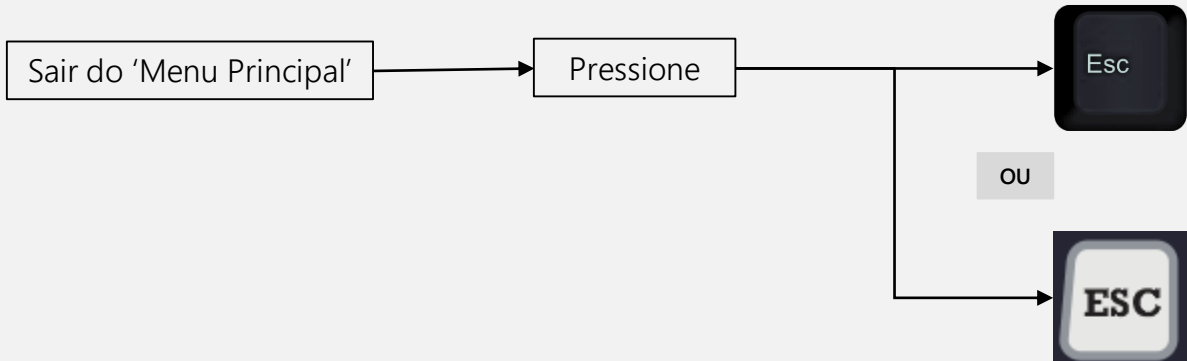 Sair do ‘Menu Principal’
Pressione
Esc
OU
ESC